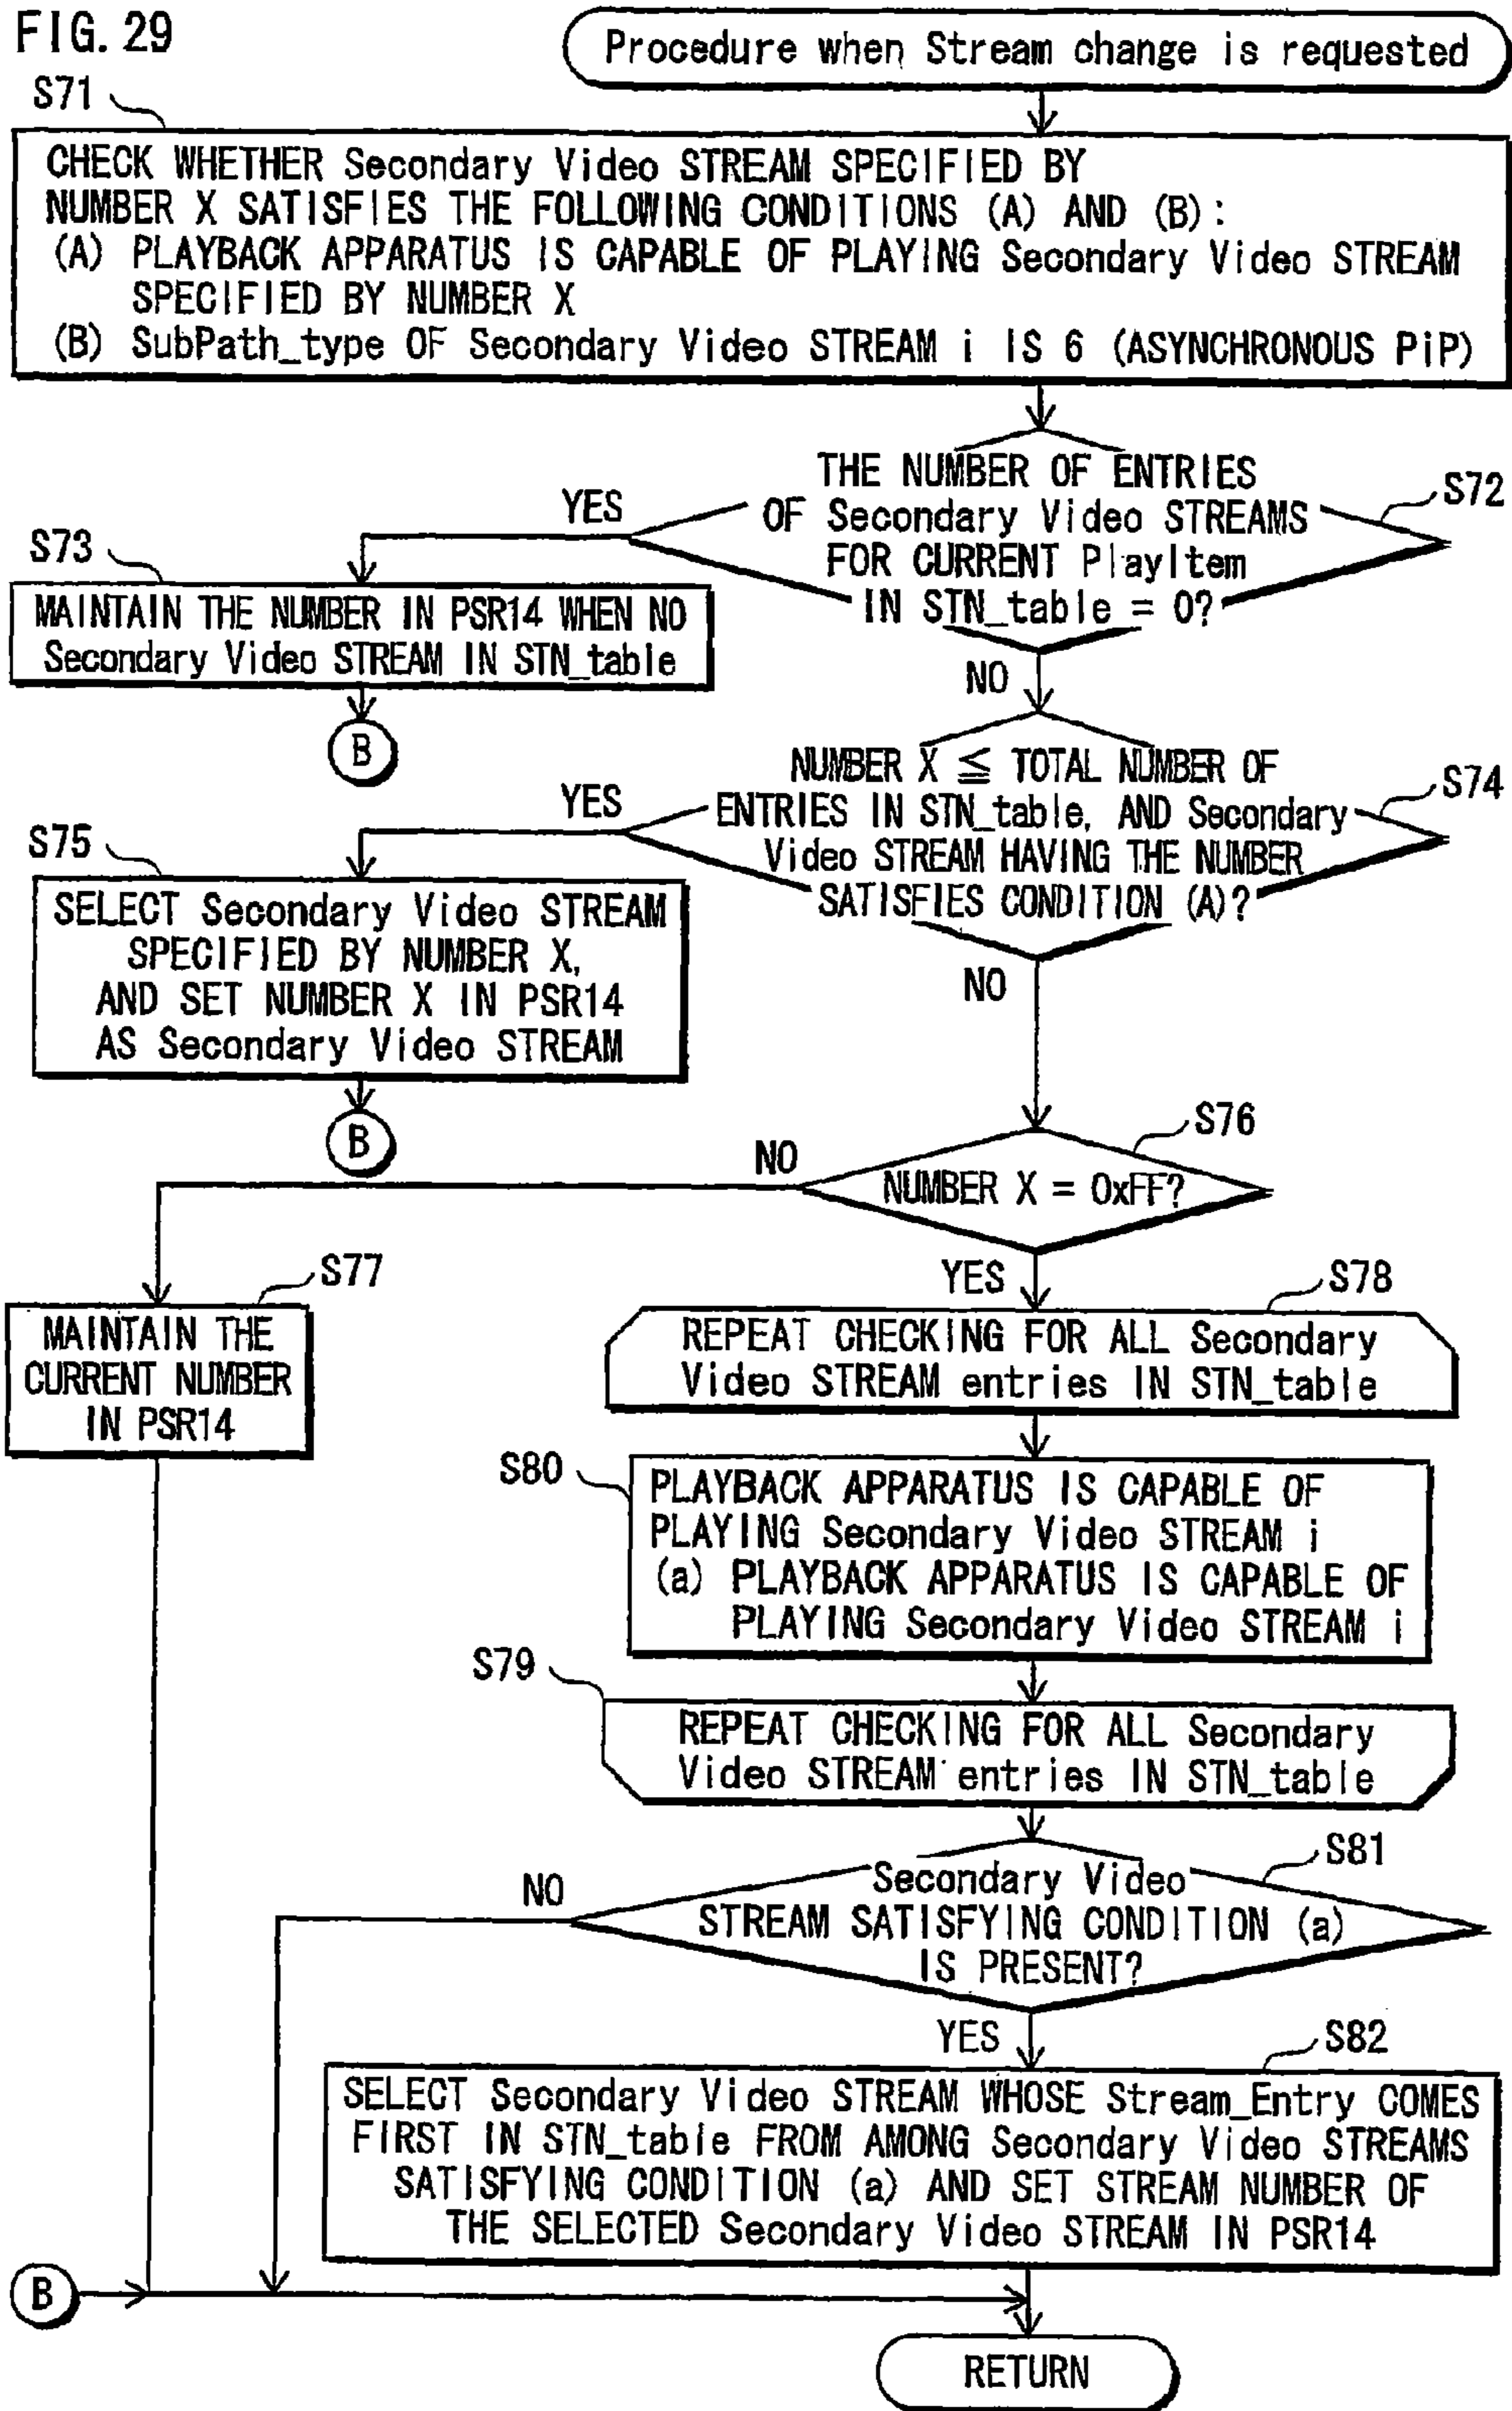 FIG. 29
Procedure when Stream change is requested
S71
CHECK WHETHER Secondary Video STREAM SPECIFIED BY
NUMBER X SATISFIES THE FOLLOWING CONDITIONS (A) AND (B):
(A) PLAYBACK APPARATUS IS CAPABLE OF PLAYING Secondary Video STREAM
SPECIFIED BY NUMBER X
(B) SubPath_type OF Secondary Video STREAM i IS 6 (ASYNCHRONOUS PiP)
THE NUMBER OF ENTRIES
OF Secondary Video STREAMS
FOR CURRENT PlayItem
IN STN_table = 0?
S72
YES
S73
MAINTAIN THE NUMBER IN PSR14 WHEN NO
Secondary Video STREAM IN STN_table
B
NO
NUMBER X ≦ TOTAL NUMBER OF
ENTRIES IN STN_table, AND Secondary
Video STREAM HAVING THE NUMBER
SATISFIES CONDITION (A)?
S74
YES
S75
SELECT Secondary Video STREAM
SPECIFIED BY NUMBER X,
AND SET NUMBER X IN PSR14
AS Secondary Video STREAM
B
NO
S76
NUMBER X = 0xFF?
NO
S77
MAINTAIN THE
CURRENT NUMBER
IN PSR14
YES
S78
REPEAT CHECKING FOR ALL Secondary
Video STREAM entries IN STN_table
S80
PLAYBACK APPARATUS IS CAPABLE OF
PLAYING Secondary Video STREAM i
(a) PLAYBACK APPARATUS IS CAPABLE OF
PLAYING Secondary Video STREAM i
S79
REPEAT CHECKING FOR ALL Secondary
Video STREAM entries IN STN_table
S81
Secondary Video
STREAM SATISFYING CONDITION (a)
IS PRESENT?
NO
YES
S82
SELECT Secondary Video STREAM WHOSE Stream_Entry COMES
FIRST IN STN_table FROM AMONG Secondary Video STREAMS
SATISFYING CONDITION (a) AND SET STREAM NUMBER OF
THE SELECTED Secondary Video STREAM IN PSR14
B
RETURN